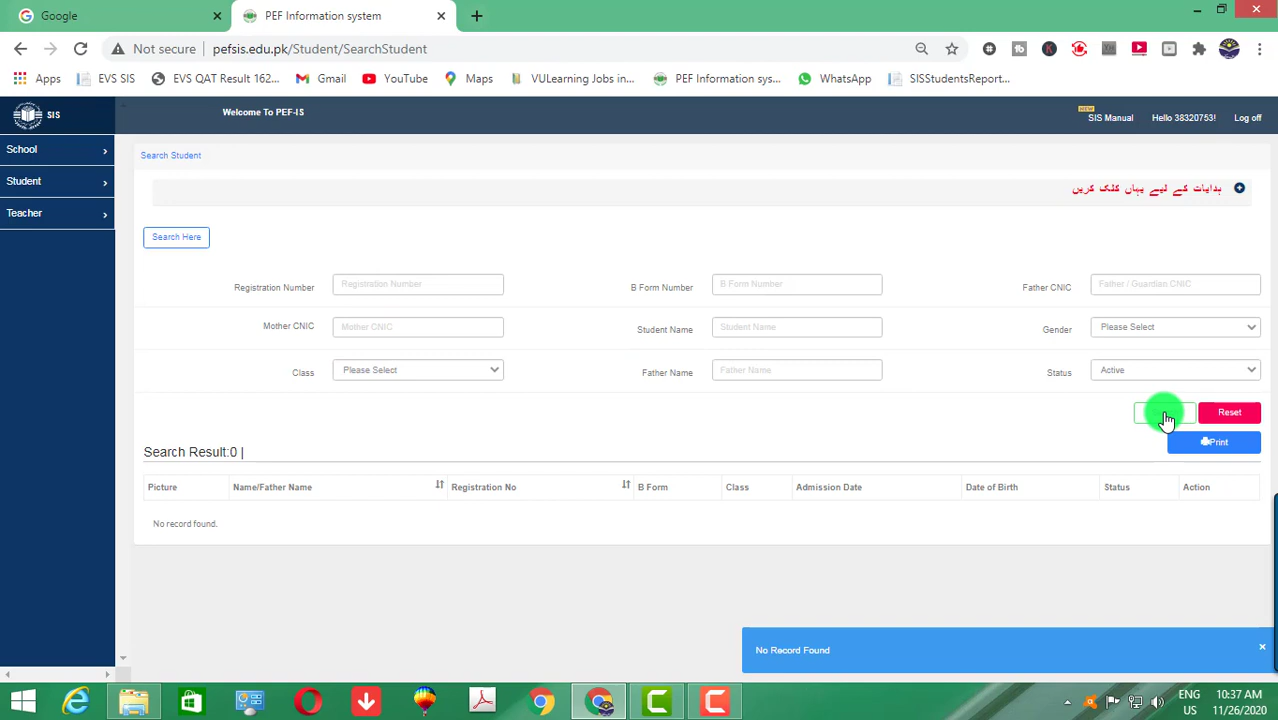 Google
PEF Information system
Not secure
pefsis.edu.pk/Student/SearchStudent
Apps
EVS SIS
EVS QAT Result 162...
Gmail
YouTube
Maps
VULearning Jobs in...
PEF Information sys...
WhatsApp
SISStudentsReport...
SIS
Welcome To PEF-IS
NEW
SIS Manual
Hello 38320753!
Log off
School
Student
Teacher
Search Student
ہدایات کے لیے یہاں کلک کریں
Search Here
Registration Number
Registration Number
B Form Number
B Form Number
Father CNIC
Father / Guardian CNIC
Mother CNIC
Mother CNIC
Student Name
Student Name
Gender
Please Select
Class
Please Select
Father Name
Father Name
Status
Active
Reset
Print
Search Result:0 |
Picture
Name/Father Name
Registration No
B Form
Class
Admission Date
Date of Birth
Status
Action
No record found.
No Record Found
ENG
US
10:37 AM
11/26/2020